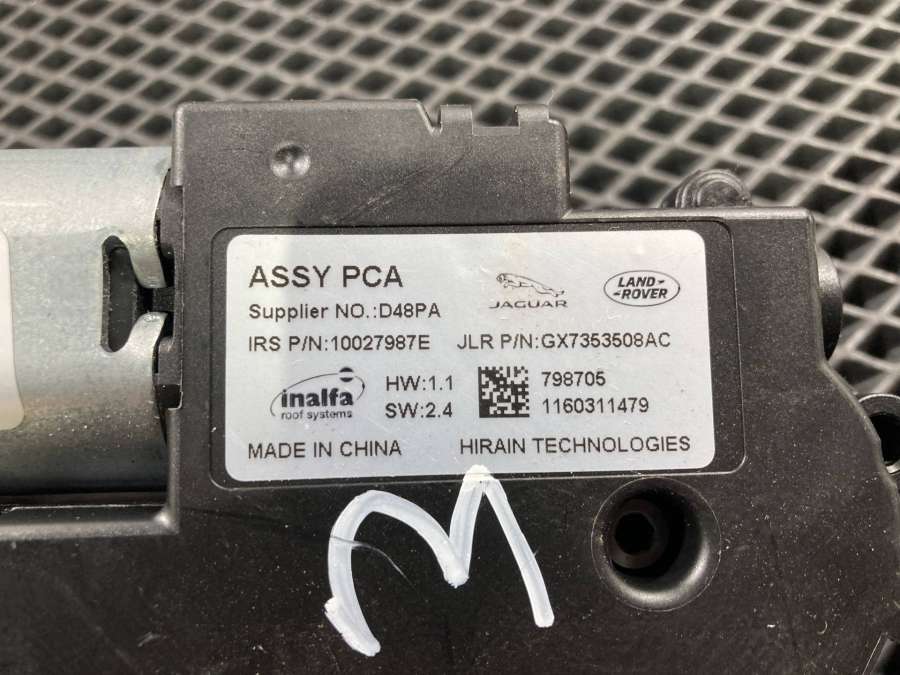 ASSY PCA
JAGUAR
LAND-
-ROVER
Supplier NO.:D48PA
IRS P/N:10027987E JLR P/N:GX7353508AC
inalfa
roof systems
HW:1.1
SW:2.4
798705
1160311479
MADE IN CHINA
HIRAIN TECHNOLOGIES
M